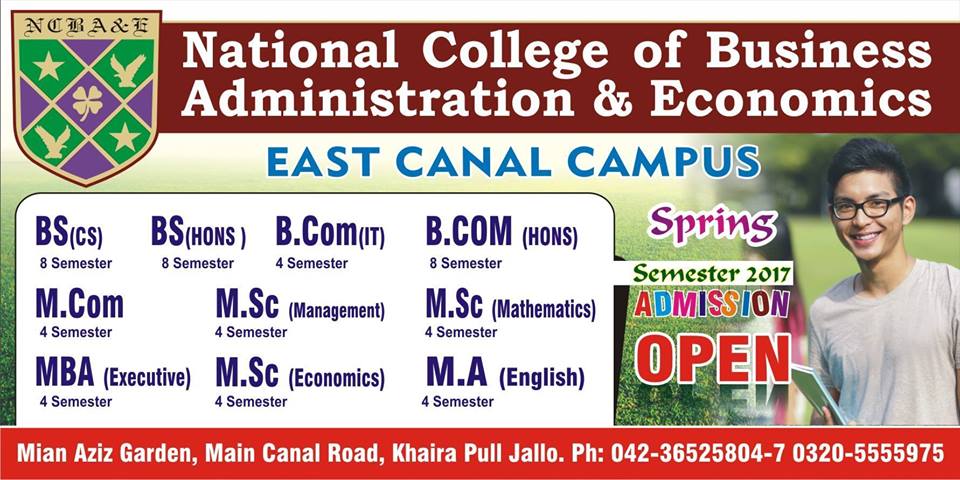 NCBA&E
National College of Business
Administration & Economics
EAST CANAL CAMPUS
BS(CS)
8 Semester
BS(HONS )
8 Semester
B.Com(IT)
4 Semester
B.COM (HONS)
8 Semester
M.Com
4 Semester
M.Sc (Management)
4 Semester
M.Sc (Mathematics)
4 Semester
MBA (Executive)
4 Semester
M.Sc (Economics)
4 Semester
M.A (English)
4 Semester
Spring
Semester 2017
ADMISSION
OPEN
Mian Aziz Garden, Main Canal Road, Khaira Pull Jallo. Ph: 042-36525804-7 0320-5555975